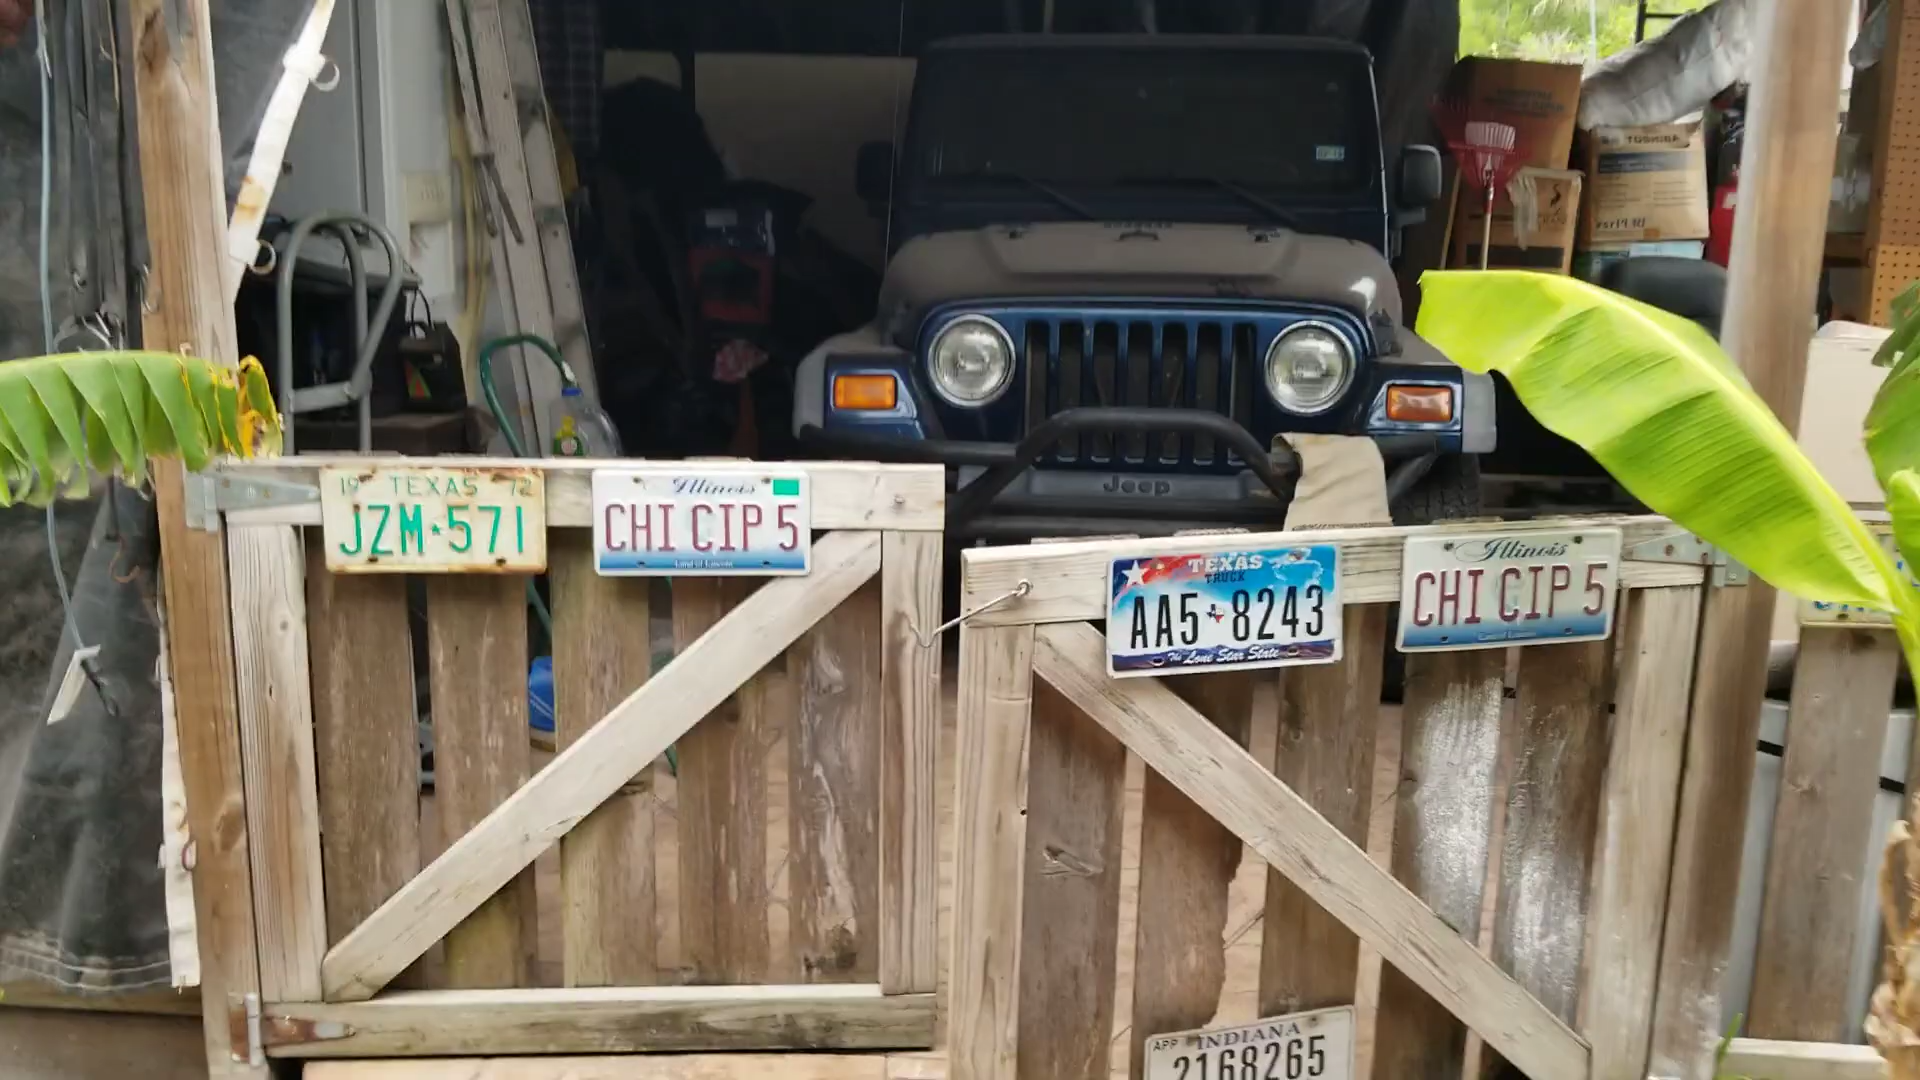 TOSHIBA
Jeep
19 TEXAS 72
JZM★571
Illinois
CHI CIP 5
Land of Lincoln
TEXAS
TRUCK
AA5 8243
The Lone Star State
Illinois
CHI CIP 5
Land of Lincoln
APP INDIANA
2168265